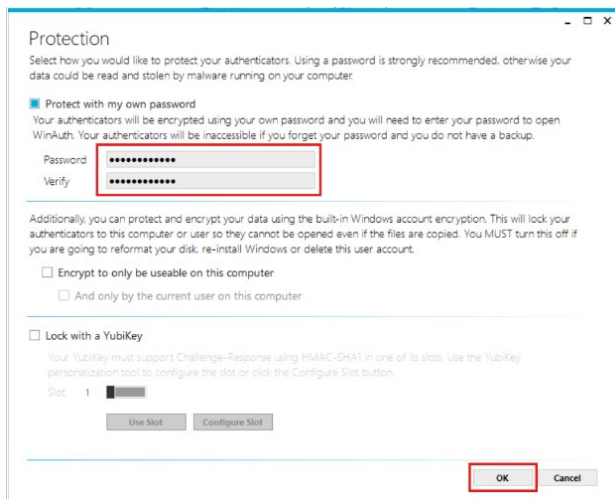 Protection
Select how you would like to protect your authenticators. Using a password is strongly recommended, otherwise your
data could be read and stolen by malware running on your computer.
Protect with my own password
Your authenticators will be encrypted using your own password and you will need to enter your password to open
WinAuth. Your authenticators will be inaccessible if you forget your password and you do not have a backup.
Password ••••••••••••
Verify ••••••••••••
Additionally, you can protect and encrypt your data using the built-in Windows account encryption. This will lock your
authenticators to this computer or user so they cannot be opened even if the files are copied. You MUST turn this off if
you are going to reformat your disk, re-install Windows or delete this user account.
Encrypt to only be useable on this computer
And only by the current user on this computer
Lock with a YubiKey
Your YubiKey must support Challenge-Response using HMAC-SHA1 in one of its slots. Use the YubiKey
personalization tool to configure the slot or click the Configure Slot button.
Slot 1
Use Slot Configure Slot
OK Cancel